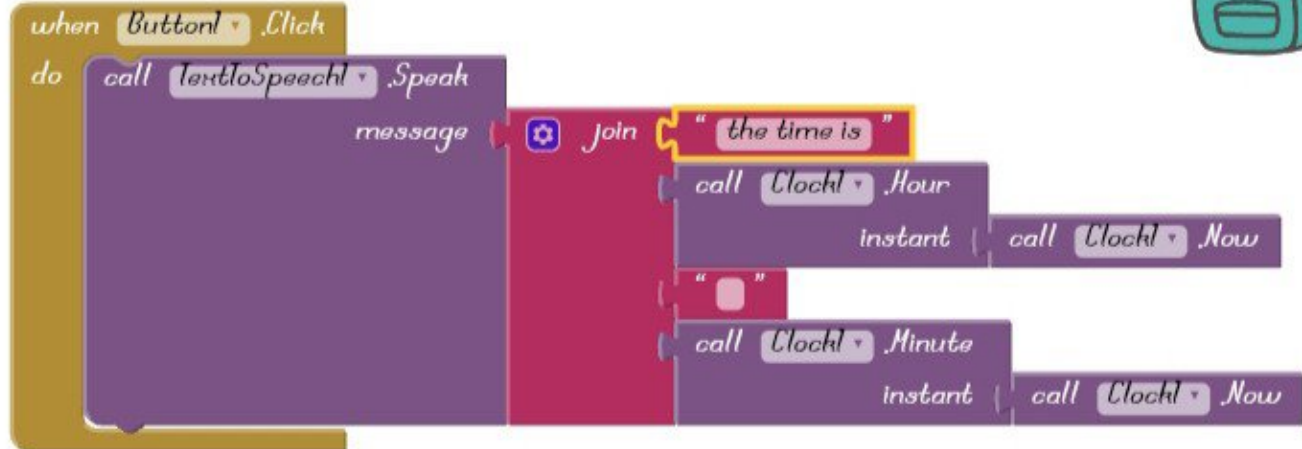 when Button1 .Click
do call TextToSpeech1 .Speak
message join " the time is "
call Clock1 .Hour
instant call Clock1 .Now
" "
call Clock1 .Minute
instant call Clock1 .Now